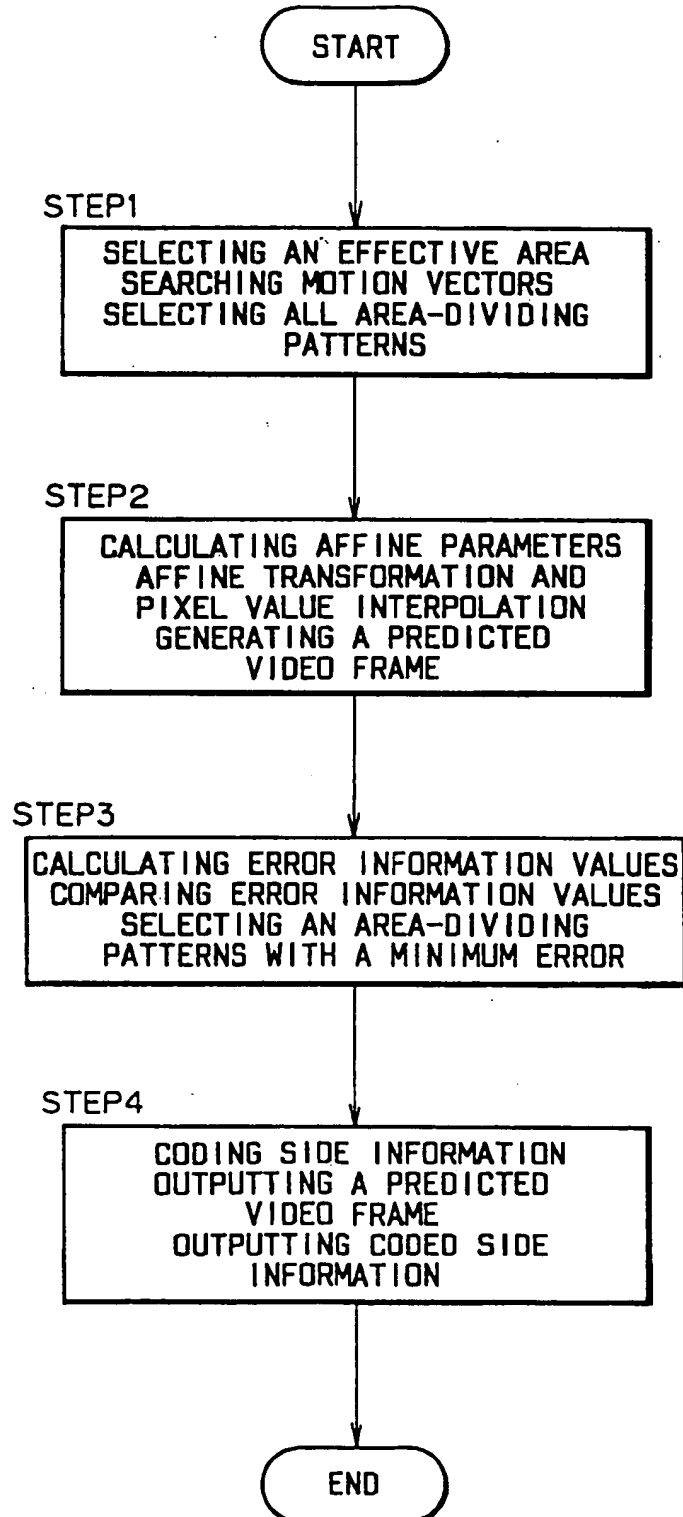 START
STEP1
SELECTING AN EFFECTIVE AREA
SEARCHING MOTION VECTORS
SELECTING ALL AREA-DIVIDING
PATTERNS
STEP2
CALCULATING AFFINE PARAMETERS
AFFINE TRANSFORMATION AND
PIXEL VALUE INTERPOLATION
GENERATING A PREDICTED
VIDEO FRAME
STEP3
CALCULATING ERROR INFORMATION VALUES
COMPARING ERROR INFORMATION VALUES
SELECTING AN AREA-DIVIDING
PATTERNS WITH A MINIMUM ERROR
STEP4
CODING SIDE INFORMATION
OUTPUTTING A PREDICTED
VIDEO FRAME
OUTPUTTING CODED SIDE
INFORMATION
END